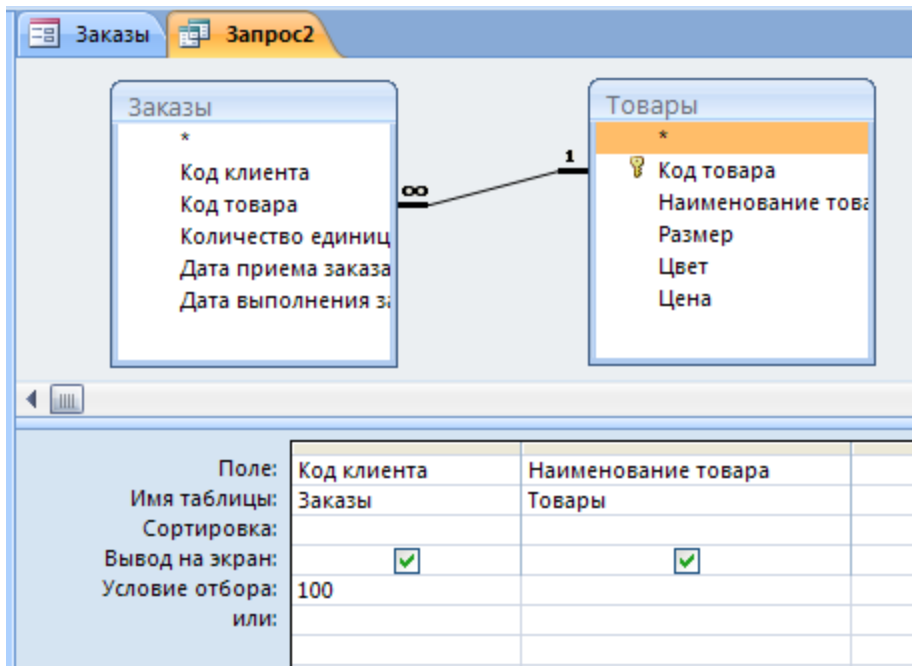 Заказы Запрос2
Заказы
*
Код клиента
Код товара
Количество единиц
Дата приема заказа
Дата выполнения за
∞ 1
Товары
*
Код товара
Наименование това
Размер
Цвет
Цена
Поле: Код клиента Наименование товара
Имя таблицы: Заказы Товары
Сортировка:
Вывод на экран:
Условие отбора: 100
или: